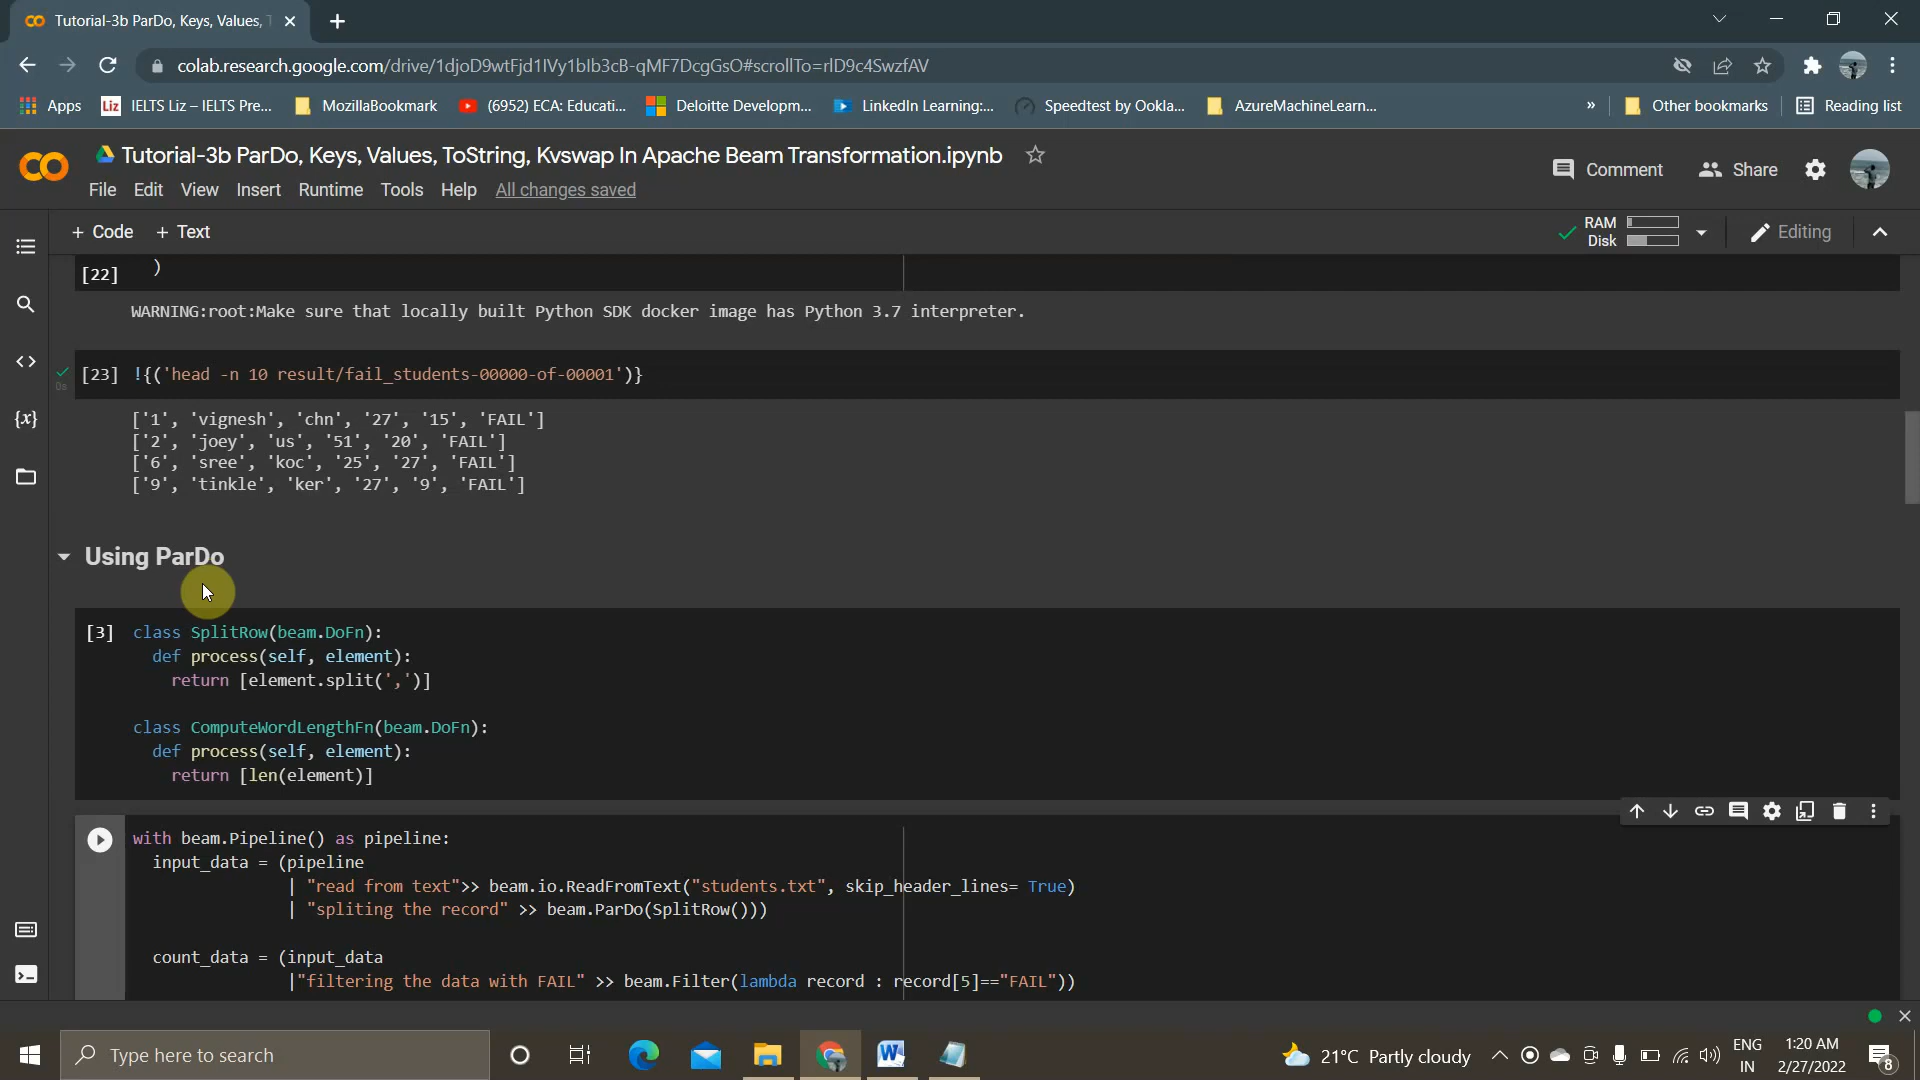 Tutorial-3b ParDo, Keys, Values, T
colab.research.google.com/drive/1djoD9wtFjd1IVy1bIb3cB-qMF7DcgGsO#scrollTo=rlD9c4SwzfAV
Apps
Liz IELTS Liz – IELTS Pre...
MozillaBookmark
(6952) ECA: Educati...
Deloitte Developm...
LinkedIn Learning:...
Speedtest by Ookla...
AzureMachineLearn...
»
Other bookmarks
Reading list
CO Tutorial-3b ParDo, Keys, Values, ToString, Kvswap In Apache Beam Transformation.ipynb
Comment
Share
File Edit View Insert Runtime Tools Help All changes saved
+ Code + Text
RAM
Disk
Editing
[22] )
WARNING:root:Make sure that locally built Python SDK docker image has Python 3.7 interpreter.
[23] !{('head -n 10 result/fail_students-00000-of-00001')}
0s
['1', 'vignesh', 'chn', '27', '15', 'FAIL']
['2', 'joey', 'us', '51', '20', 'FAIL']
['6', 'sree', 'koc', '25', '27', 'FAIL']
['9', 'tinkle', 'ker', '27', '9', 'FAIL']
Using ParDo
[3] class SplitRow(beam.DoFn):
def process(self, element):
return [element.split(',')]
class ComputeWordLengthFn(beam.DoFn):
def process(self, element):
return [len(element)]
with beam.Pipeline() as pipeline:
input_data = (pipeline
| "read from text">> beam.io.ReadFromText("students.txt", skip_header_lines= True)
| "spliting the record" >> beam.ParDo(SplitRow()))
count_data = (input_data
|"filtering the data with FAIL" >> beam.Filter(lambda record : record[5]=="FAIL"))
Type here to search
21°C Partly cloudy
ENG
IN
1:20 AM
2/27/2022
8